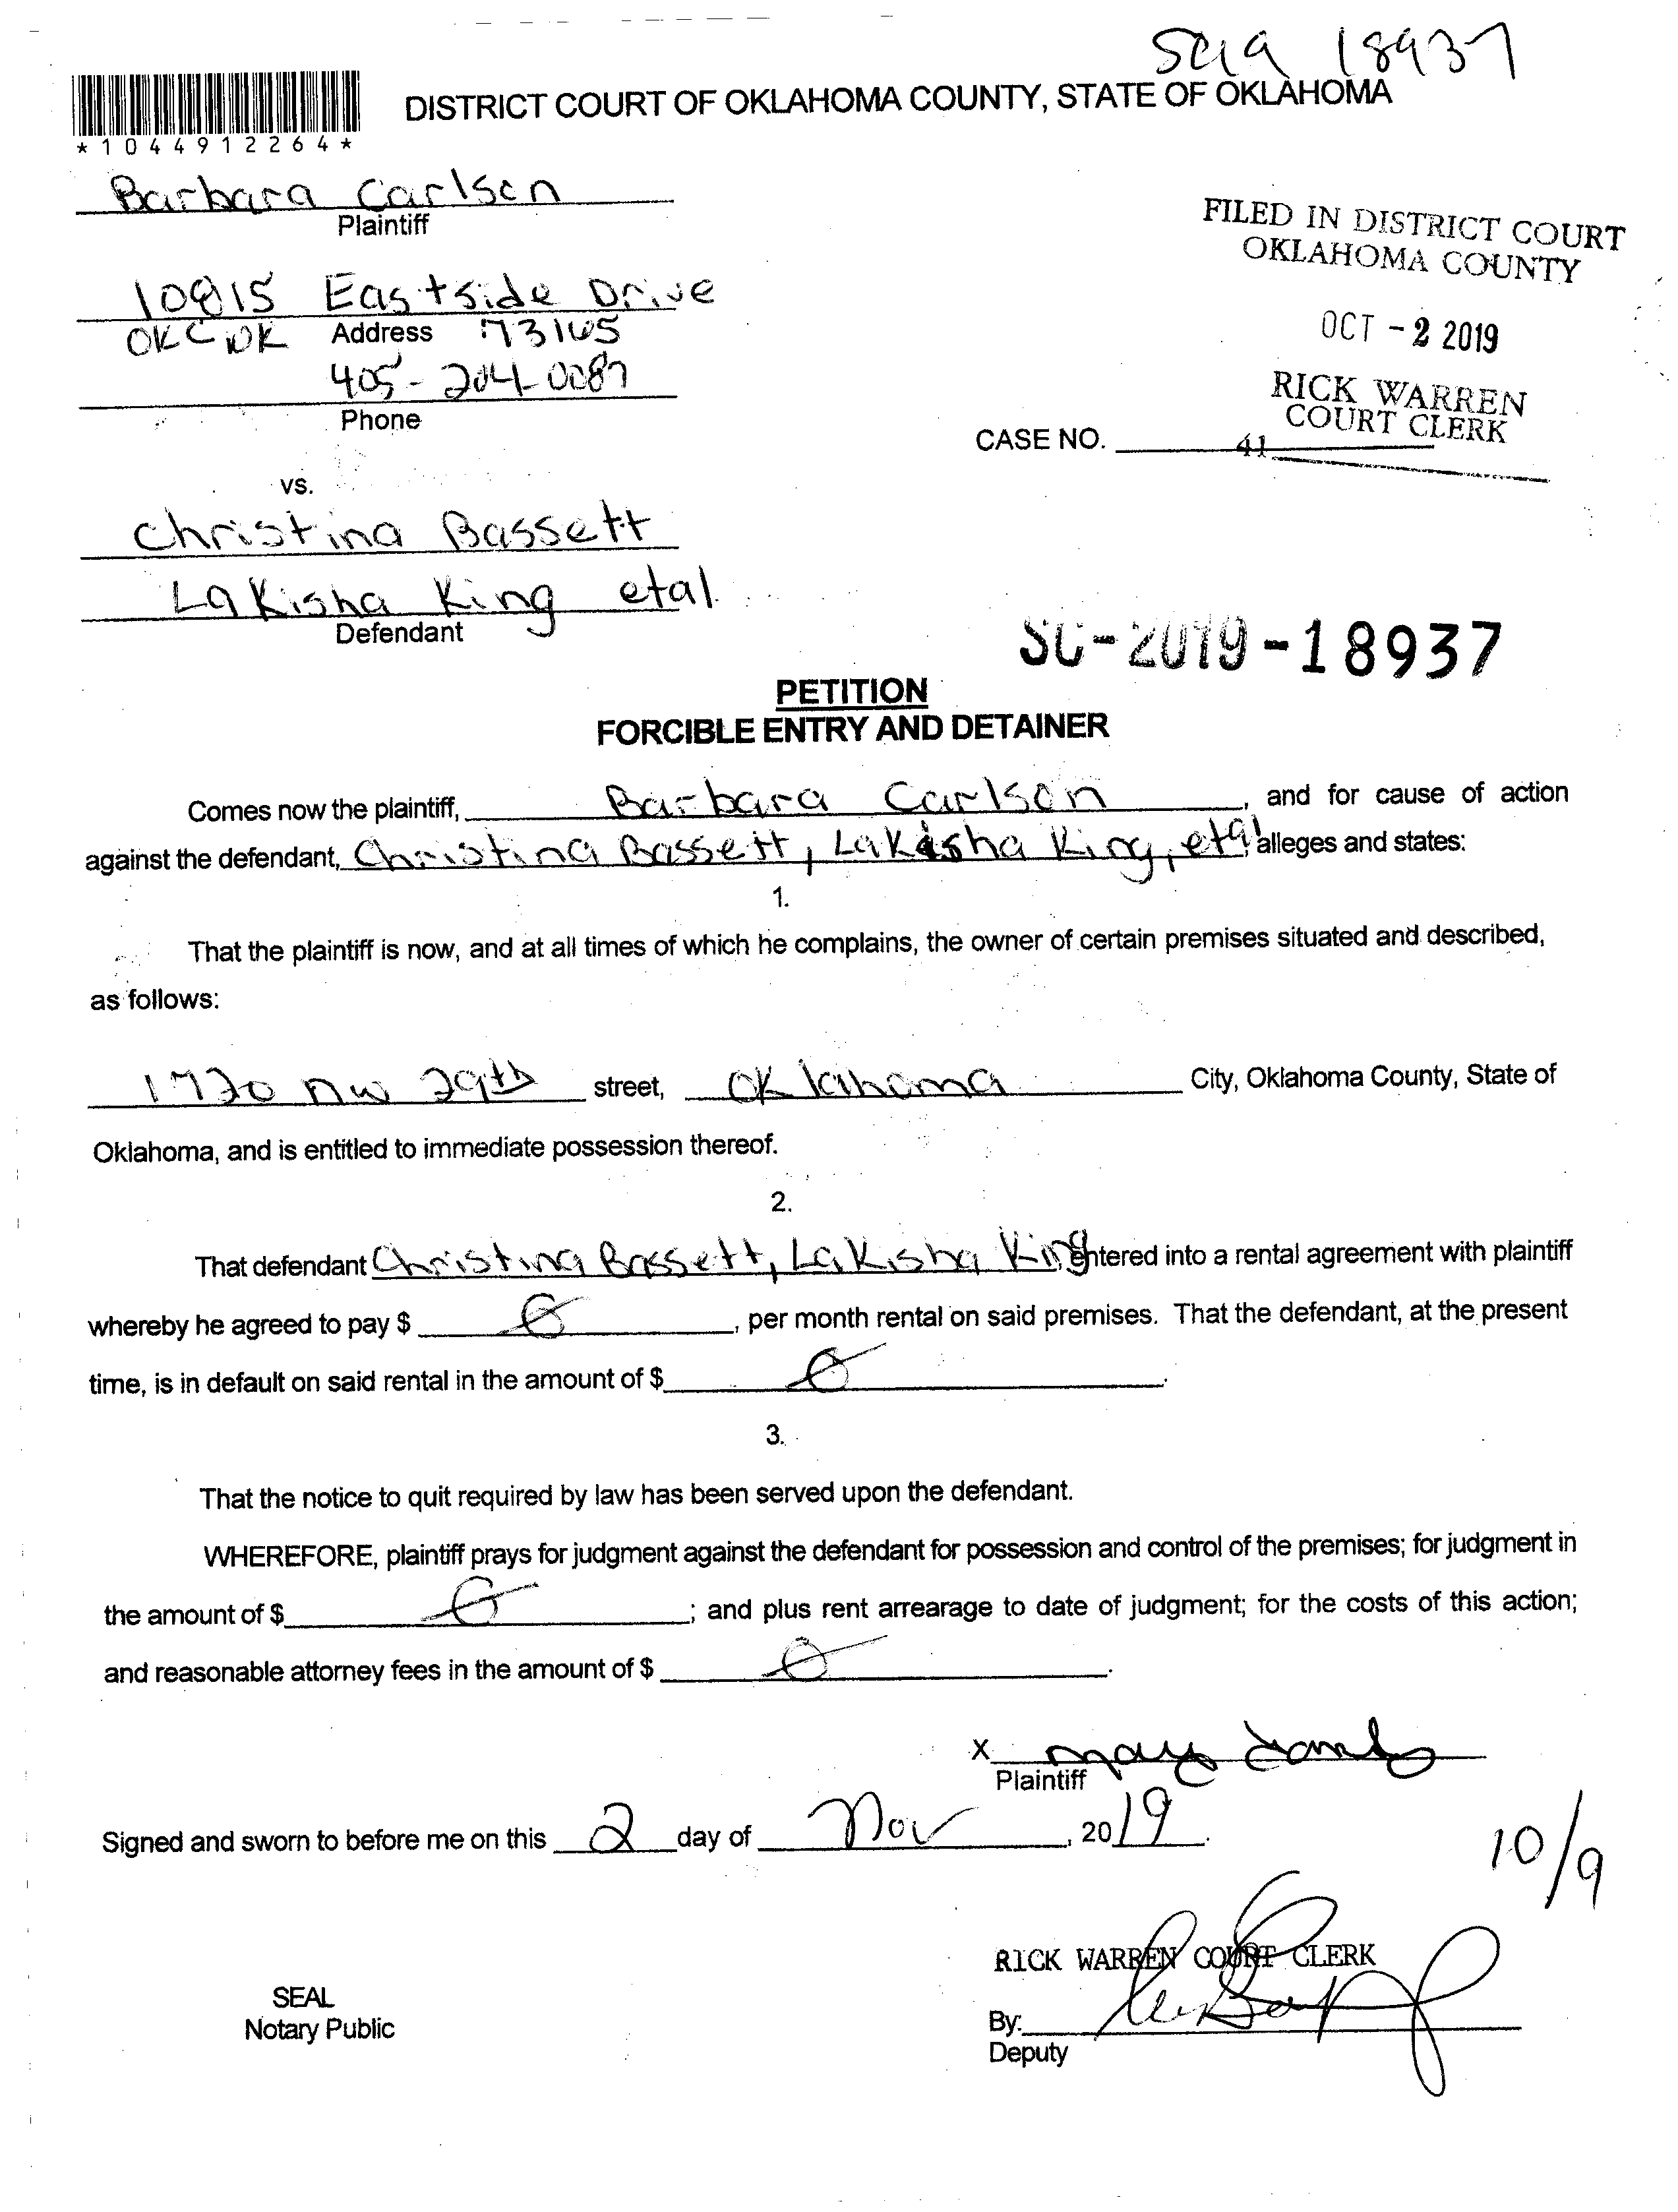 SC19 18937
DISTRICT COURT OF OKLAHOMA COUNTY, STATE OF OKLAHOMA
*1044912264*
Barbara Carlson
Plaintiff
FILED IN DISTRICT COURT
OKLAHOMA COUNTY
10815 Eastside Drive
OKC OK Address 73165
OCT - 2 2019
405-204-0087
Phone
RICK WARREN
COURT CLERK
CASE NO.
41
vs.
Christina Bassett
LaKisha King etal
Defendant
SC-2019-18937
PETITION
FORCIBLE ENTRY AND DETAINER
Comes now the plaintiff, Barbara Carlson, and for cause of action
against the defendant, Christina Bassett, LaKisha King, etal alleges and states:
1.
That the plaintiff is now, and at all times of which he complains, the owner of certain premises situated and described,
as follows:
1720 NW 29th street, Oklahoma City, Oklahoma County, State of
Oklahoma, and is entitled to immediate possession thereof.
2.
That defendant Christina Bassett, LaKisha King entered into a rental agreement with plaintiff
whereby he agreed to pay $ 0, per month rental on said premises. That the defendant, at the present
time, is in default on said rental in the amount of $ 0.
3.
That the notice to quit required by law has been served upon the defendant.
WHEREFORE, plaintiff prays for judgment against the defendant for possession and control of the premises; for judgment in
the amount of $ 0; and plus rent arrearage to date of judgment; for the costs of this action;
and reasonable attorney fees in the amount of $ 0.
X
Plaintiff
Signed and sworn to before me on this 2 day of Nov, 2019.
10/9
RICK WARREN COURT CLERK
SEAL
Notary Public
By:
Deputy